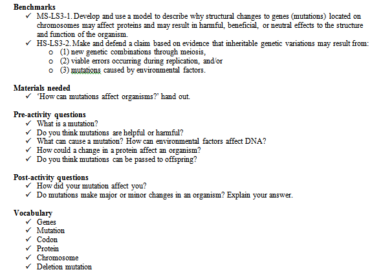 Benchmarks
✓ MS-LS3-1. Develop and use a model to describe why structural changes to genes (mutations) located on
chromosomes may affect proteins and may result in harmful, beneficial, or neutral effects to the structure
and function of the organism.
✓ HS-LS3-2. Make and defend a claim based on evidence that inheritable genetic variations may result from:
o (1) new genetic combinations through meiosis,
o (2) viable errors occurring during replication, and/or
o (3) mutations caused by environmental factors.
Materials needed
✓ 'How can mutations affect organisms?' hand out.
Pre-activity questions
✓ What is a mutation?
✓ Do you think mutations are helpful or harmful?
✓ What can cause a mutation? How can environmental factors affect DNA?
✓ How could a change in a protein affect an organism?
✓ Do you think mutations can be passed to offspring?
Post-activity questions
✓ How did your mutation affect you?
✓ Do mutations make major or minor changes in an organism? Explain your answer.
Vocabulary
✓ Genes
✓ Mutation
✓ Codon
✓ Protein
✓ Chromosome
✓ Deletion mutation